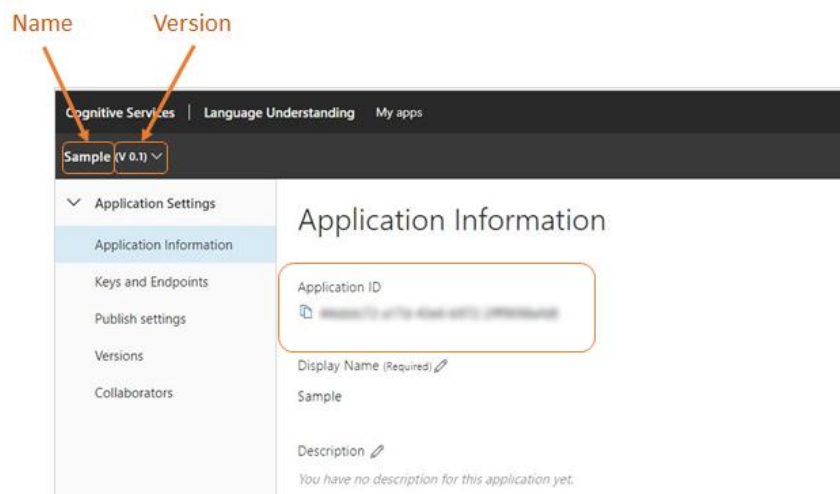 Name Version
Cognitive Services | Language Understanding My apps
Sample (V 0.1)
Application Settings
Application Information
Keys and Endpoints
Publish settings
Versions
Collaborators
Application Information
Application ID
Display Name (Required)
Sample
Description
You have no description for this application yet.